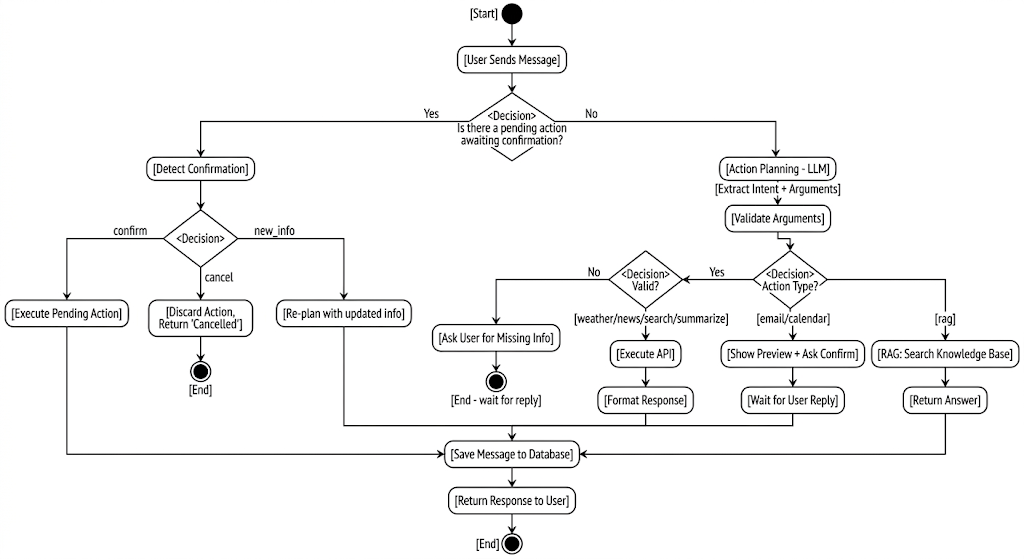 [Start]
[User Sends Message]
Yes
<Decision>
Is there a pending action
awaiting confirmation?
No
[Detect Confirmation]
[Action Planning - LLM]
[Extract Intent + Arguments]
[Validate Arguments]
confirm
<Decision>
new_info
cancel
No
<Decision>
Valid?
Yes
<Decision>
Action Type?
[Execute Pending Action]
[Discard Action,
Return 'Cancelled']
[Re-plan with updated info]
[weather/news/search/summarize]
[email/calendar]
[rag]
[Ask User for Missing Info]
[Execute API]
[Show Preview + Ask Confirm]
[RAG: Search Knowledge Base]
[End]
[End - wait for reply]
[Format Response]
[Wait for User Reply]
[Return Answer]
[Save Message to Database]
[Return Response to User]
[End]